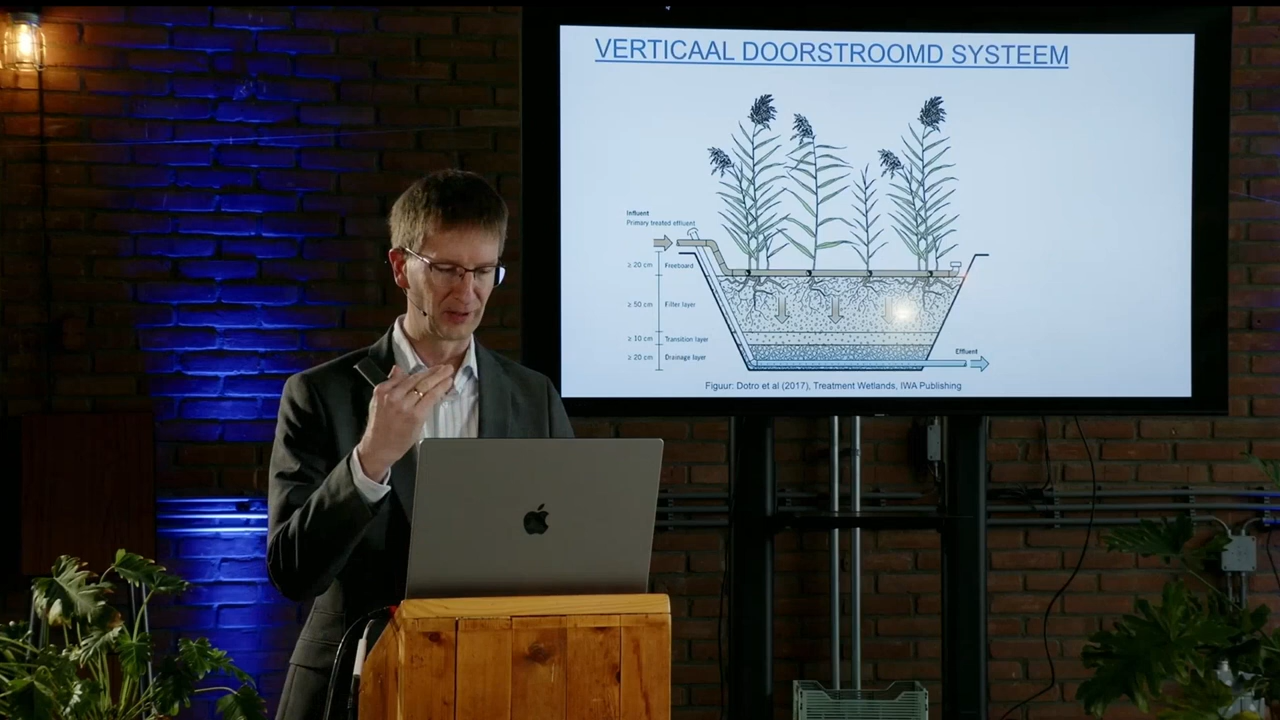 VERTICAAL DOORSTROOMD SYSTEEM
Influent
Primary treated effluent
≥ 20 cm Freeboard
≥ 50 cm Filter layer
≥ 10 cm Transition layer
≥ 20 cm Drainage layer
Effluent
Figuur: Dotro et al (2017), Treatment Wetlands, IWA Publishing